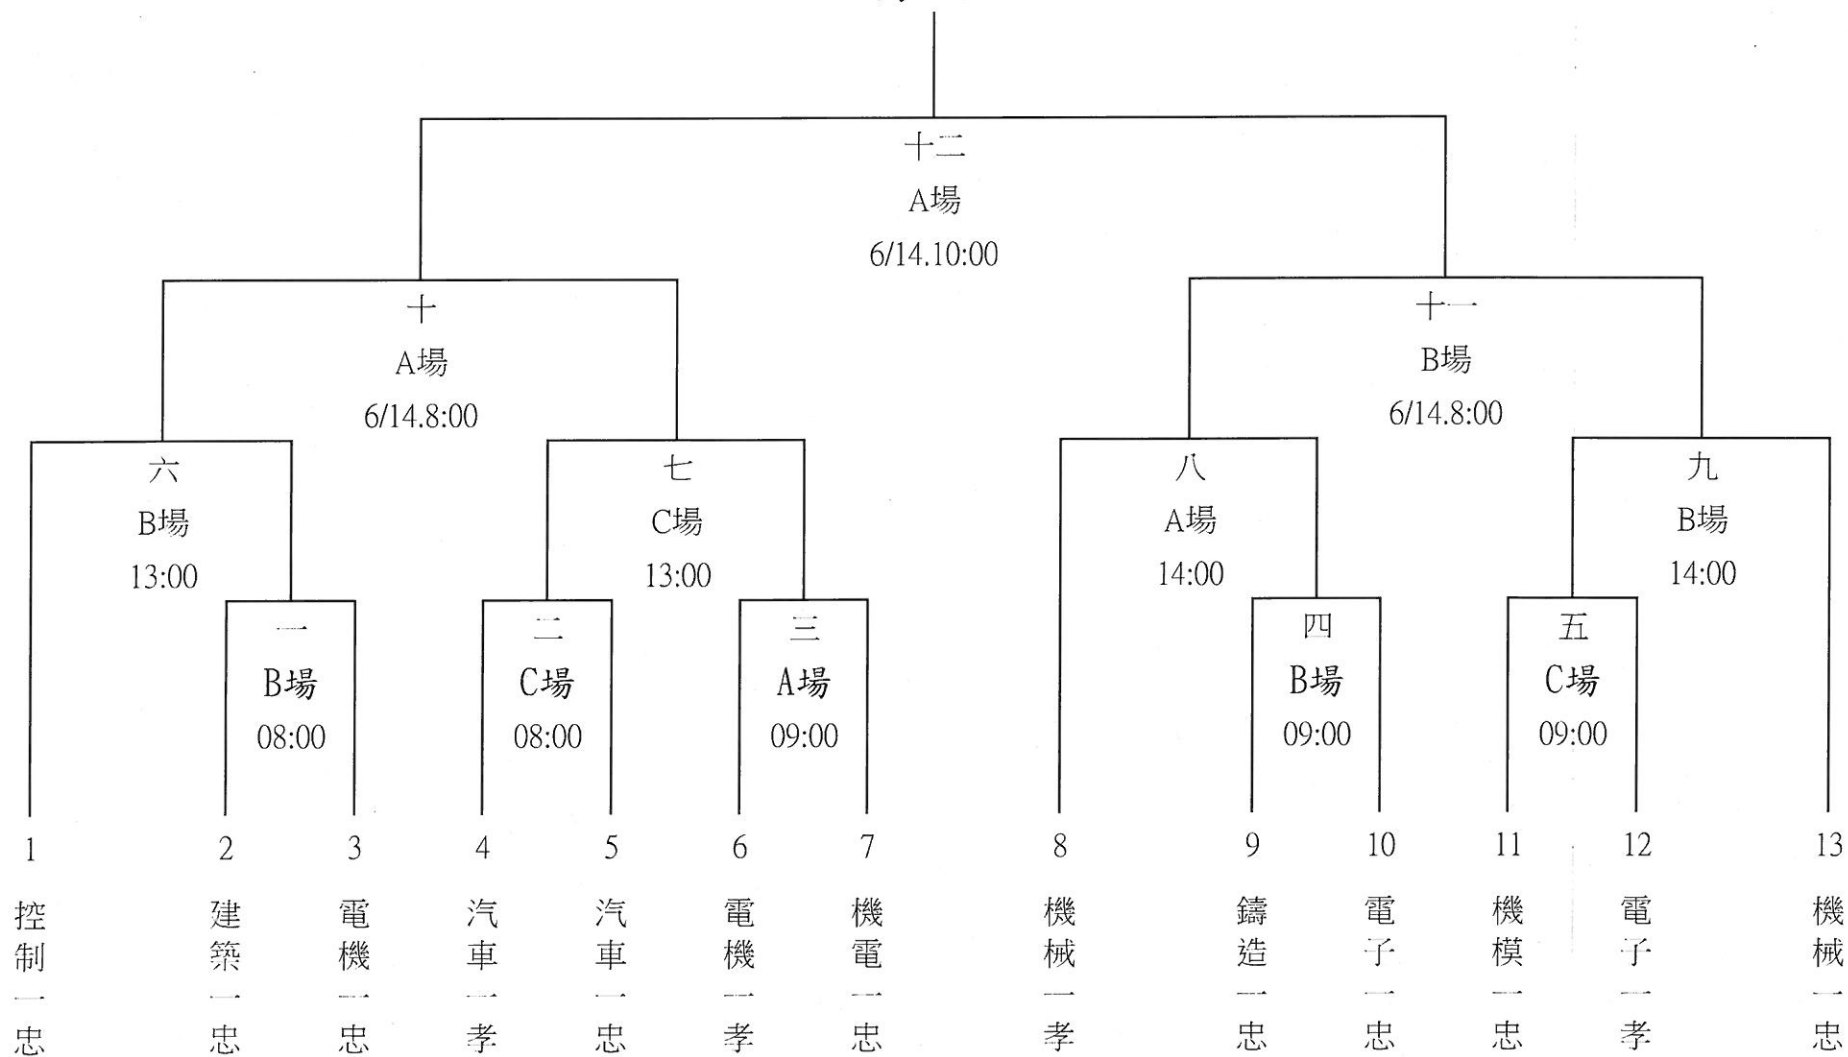 十二
A場
6/14.10:00
十
A場
6/14.8:00
十一
B場
6/14.8:00
六
B場
13:00
七
C場
13:00
八
A場
14:00
九
B場
14:00
一
B場
08:00
二
C場
08:00
三
A場
09:00
四
B場
09:00
五
C場
09:00
1
控制一忠
2
建築一忠
3
電機一忠
4
汽車一孝
5
汽車一忠
6
電機一孝
7
機電一忠
8
機械一孝
9
鑄造一忠
10
電子一忠
11
機模一忠
12
電子一孝
13
機械一忠